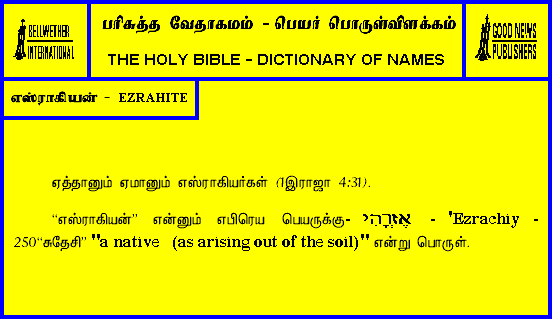 BELLWETHER
INTERNATIONAL
பரிசுத்த வேதாகமம் - பெயர் பொருள்விளக்கம்
THE HOLY BIBLE - DICTIONARY OF NAMES
GOOD NEWS
PUBLISHERS
எஸ்ராகியன் - EZRAHITE
ஏத்தானும் ஏமானும் எஸ்ராகியர்கள் (1இராஜா 4:31).
“எஸ்ராகியன்” என்னும் எபிரெய பெயருக்கு- אֶזְרָחִי - 'Ezrachiy -
250“சுதேசி” "a native (as arising out of the soil)" என்று பொருள்.